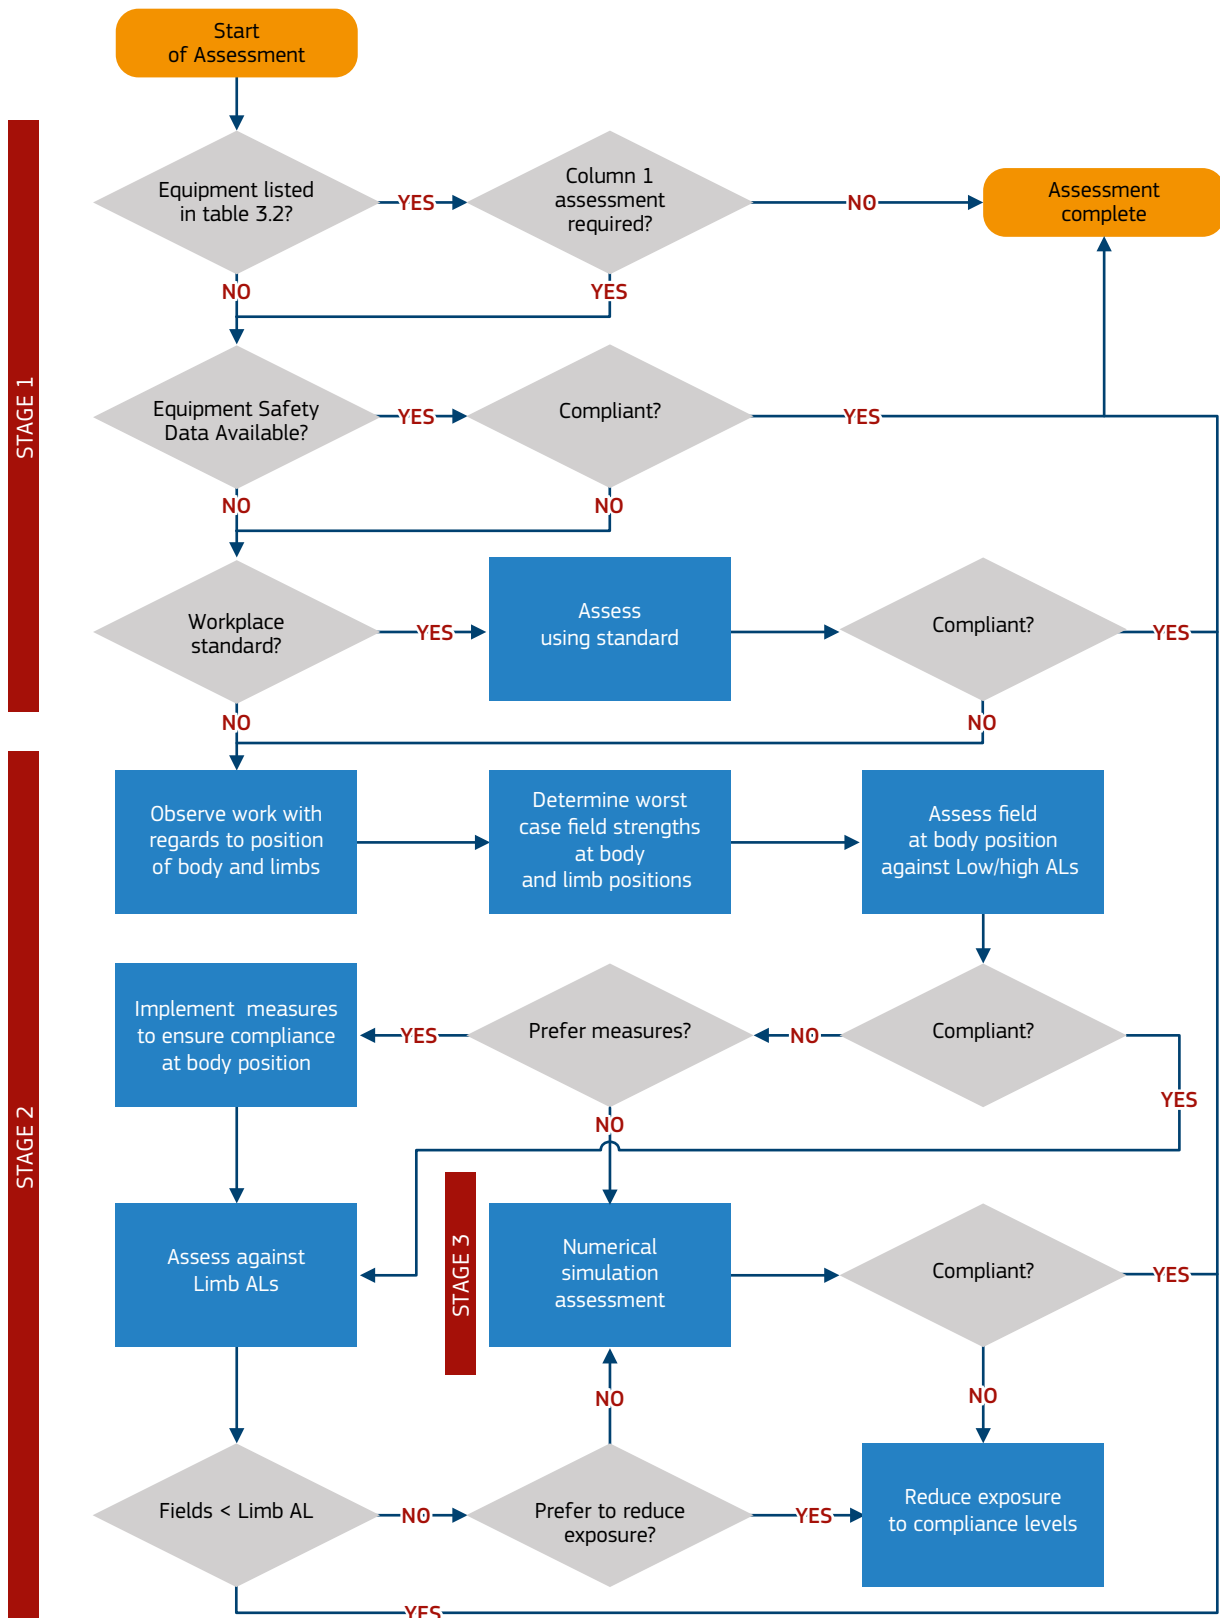 Start
of Assessment
STAGE 1
Equipment listed
in table 3.2?
YES
Column 1
assessment
required?
NO
Assessment
complete
NO
YES
Equipment Safety
Data Available?
YES
Compliant?
YES
NO
NO
Workplace
standard?
YES
Assess
using standard
Compliant?
YES
NO
NO
STAGE 2
Observe work with
regards to position
of body and limbs
Determine worst
case field strengths
at body
and limb positions
Assess field
at body position
against Low/high ALs
Implement measures
to ensure compliance
at body position
YES
Prefer measures?
NO
Compliant?
YES
NO
Assess against
Limb ALs
STAGE 3
Numerical
simulation
assessment
Compliant?
YES
NO
NO
Fields < Limb AL
NO
Prefer to reduce
exposure?
YES
Reduce exposure
to compliance levels
YES